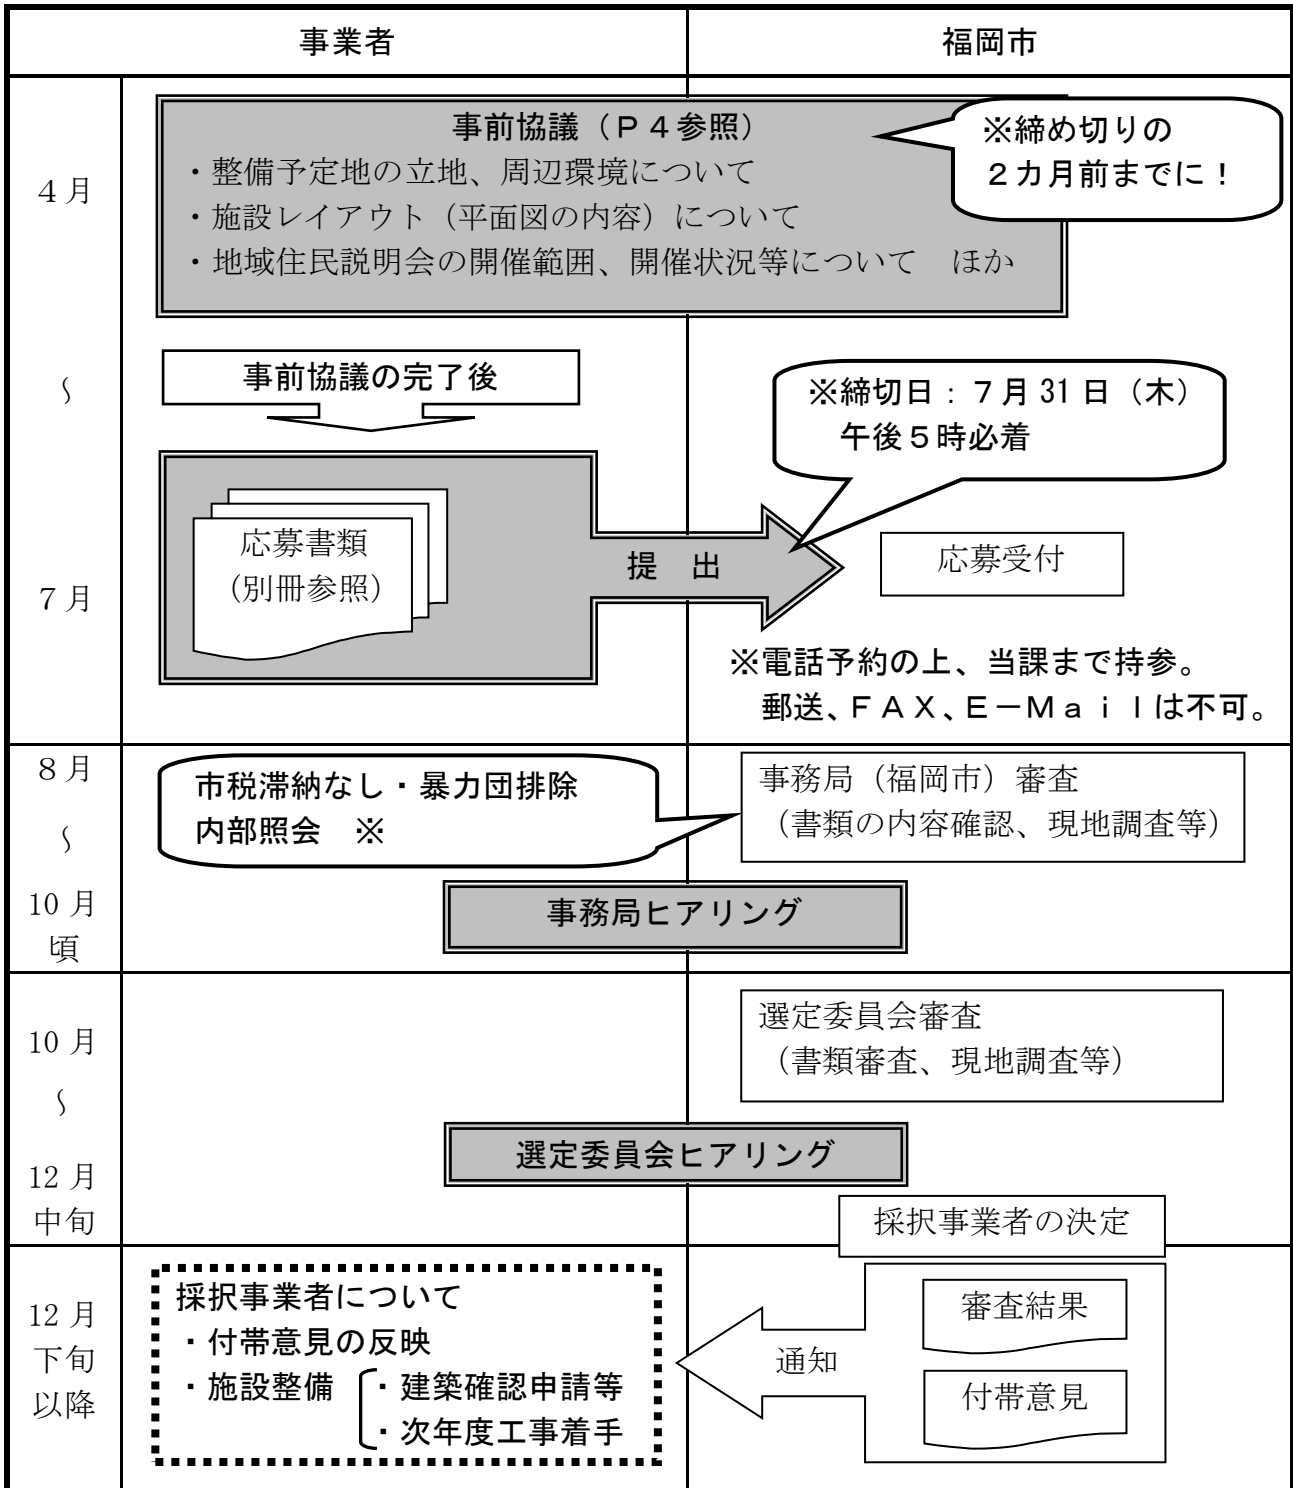 事業者
福岡市
4月
～
7月
事前協議（P4参照）
・整備予定地の立地、周辺環境について
・施設レイアウト（平面図の内容）について
・地域住民説明会の開催範囲、開催状況等について　ほか
※締め切りの
２カ月前までに！
事前協議の完了後
※締切日：７月31日（木）
午後５時必着
応募書類
（別冊参照）
提　出
応募受付
※電話予約の上、当課まで持参。
郵送、ＦＡＸ、Ｅ－Ｍａｉｌは不可。
8月
～
10月
頃
市税滞納なし・暴力団排除
内部照会　※
事務局（福岡市）審査
（書類の内容確認、現地調査等）
事務局ヒアリング
10月
～
12月
中旬
選定委員会審査
（書類審査、現地調査等）
選定委員会ヒアリング
採択事業者の決定
12月
下旬
以降
採択事業者について
・付帯意見の反映
・施設整備
・建築確認申請等
・次年度工事着手
通知
審査結果
付帯意見